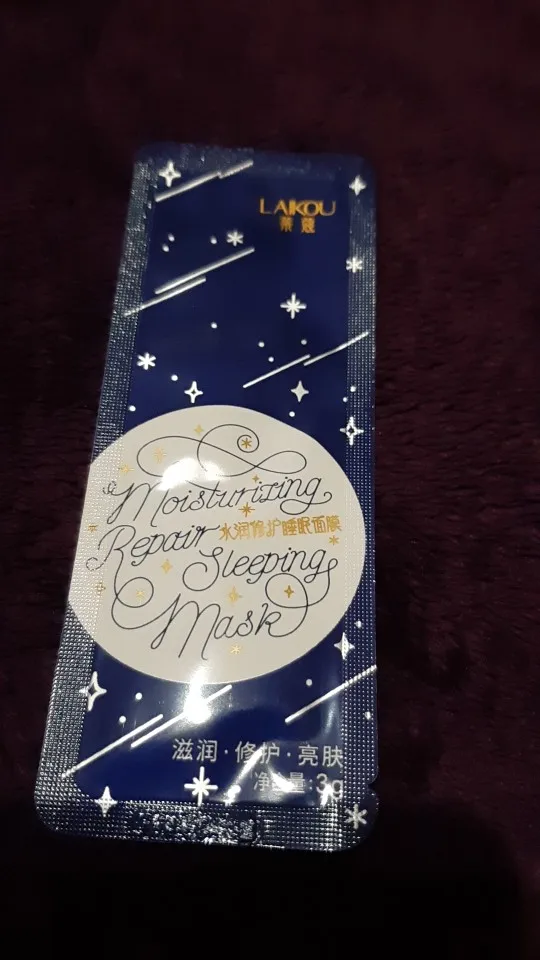 LAIKOU
莱蔻
Moisturizing
Repair 水润修护睡眠面膜
Sleeping
Mask
滋润·修护·亮肤
净含量:3g